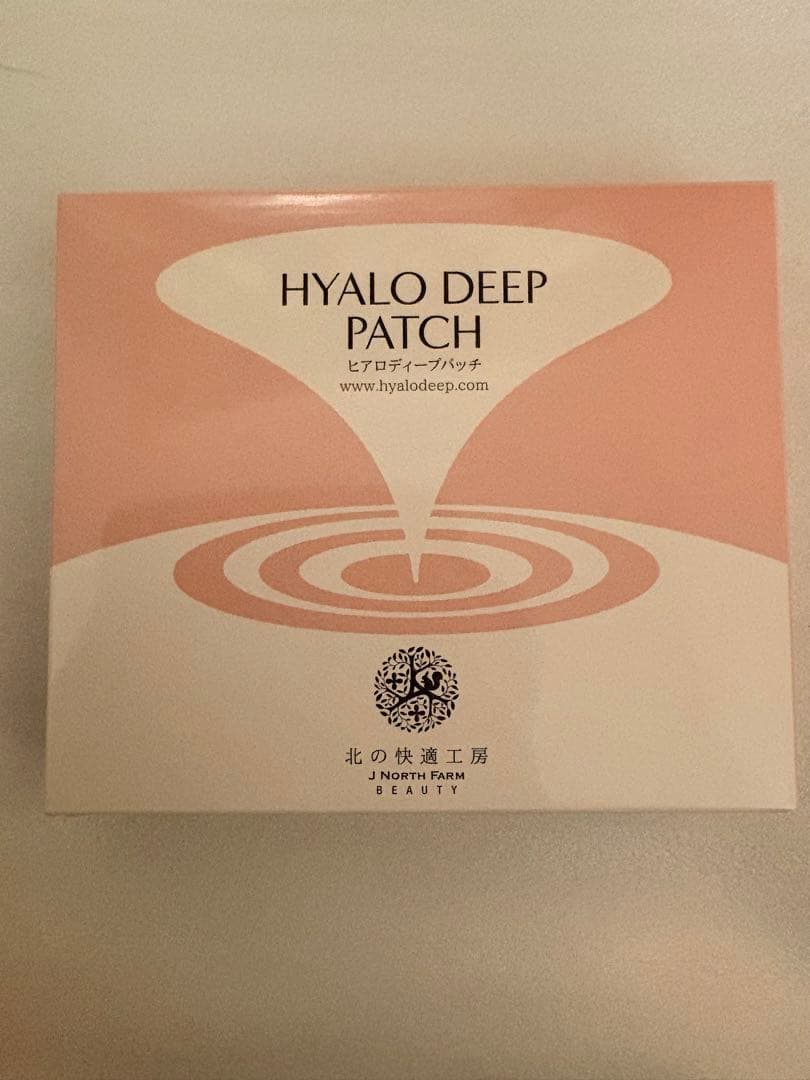 HYALO DEEP
PATCH
ヒアロディープパッチ
www.hyalodeep.com
北の快適工房
J NORTH FARM
BEAUTY